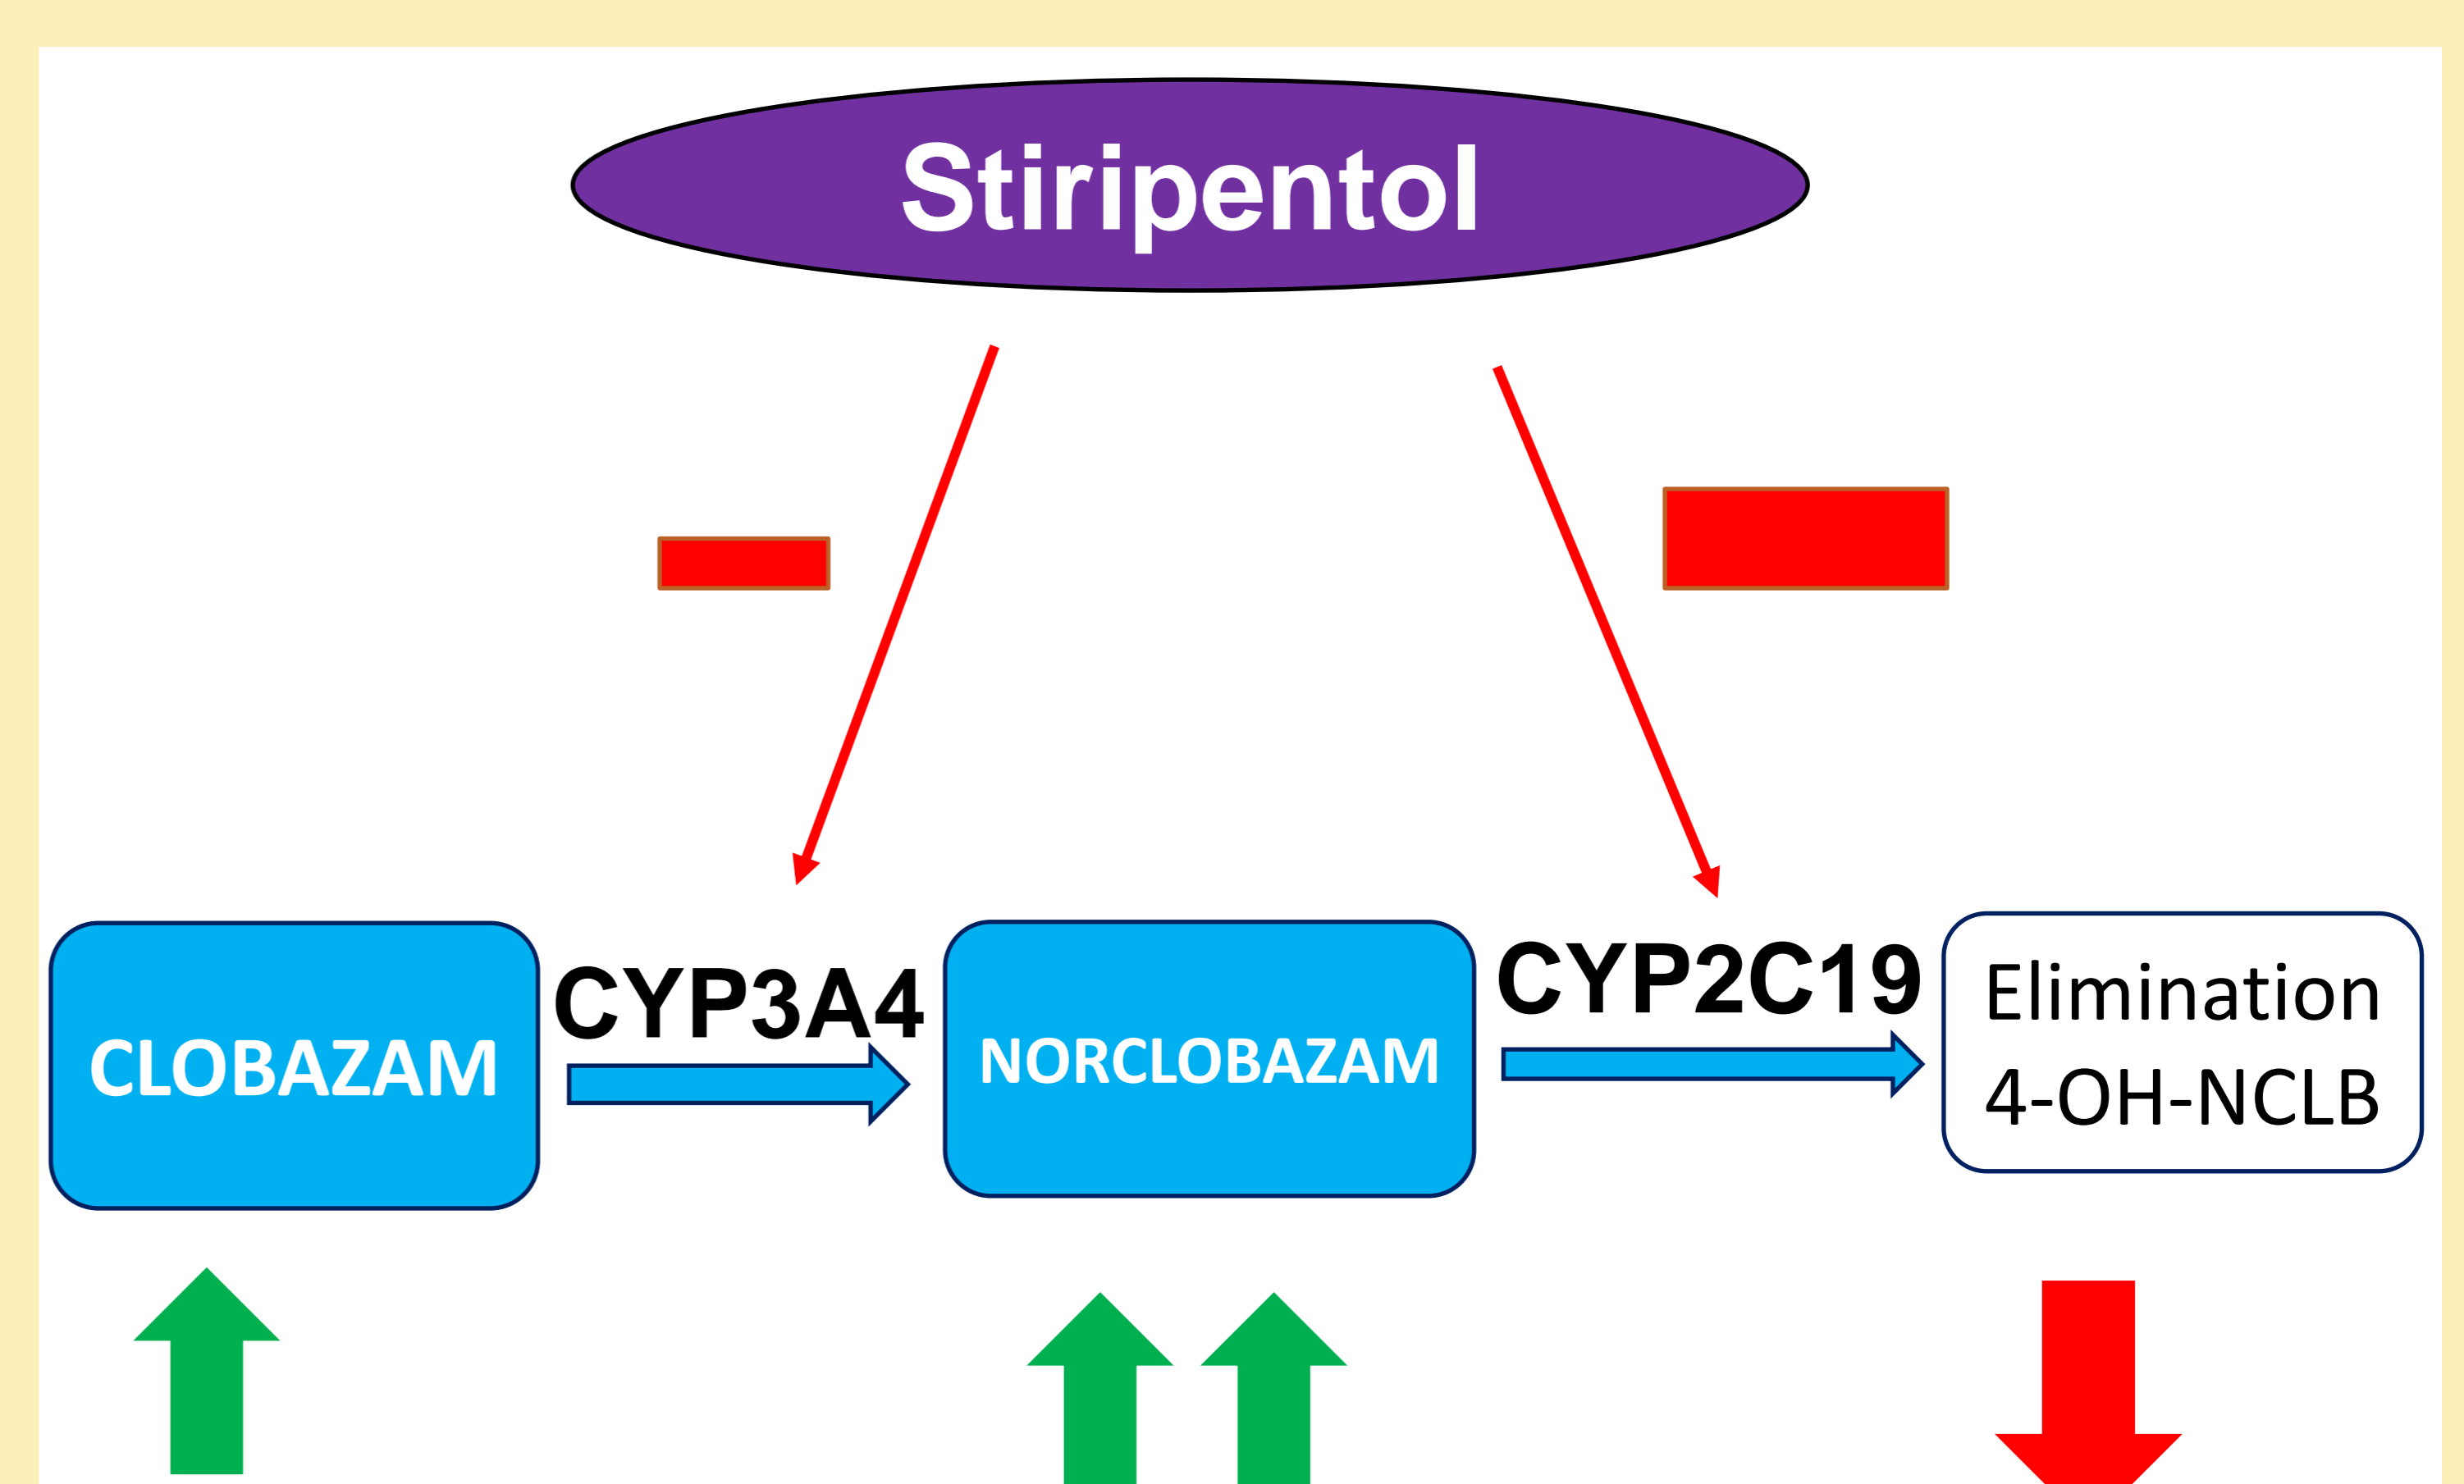 Stiripentol
CLOBAZAM
CYP3A4
NORCLOBAZAM
CYP2C19
Elimination
4-OH-NCLB